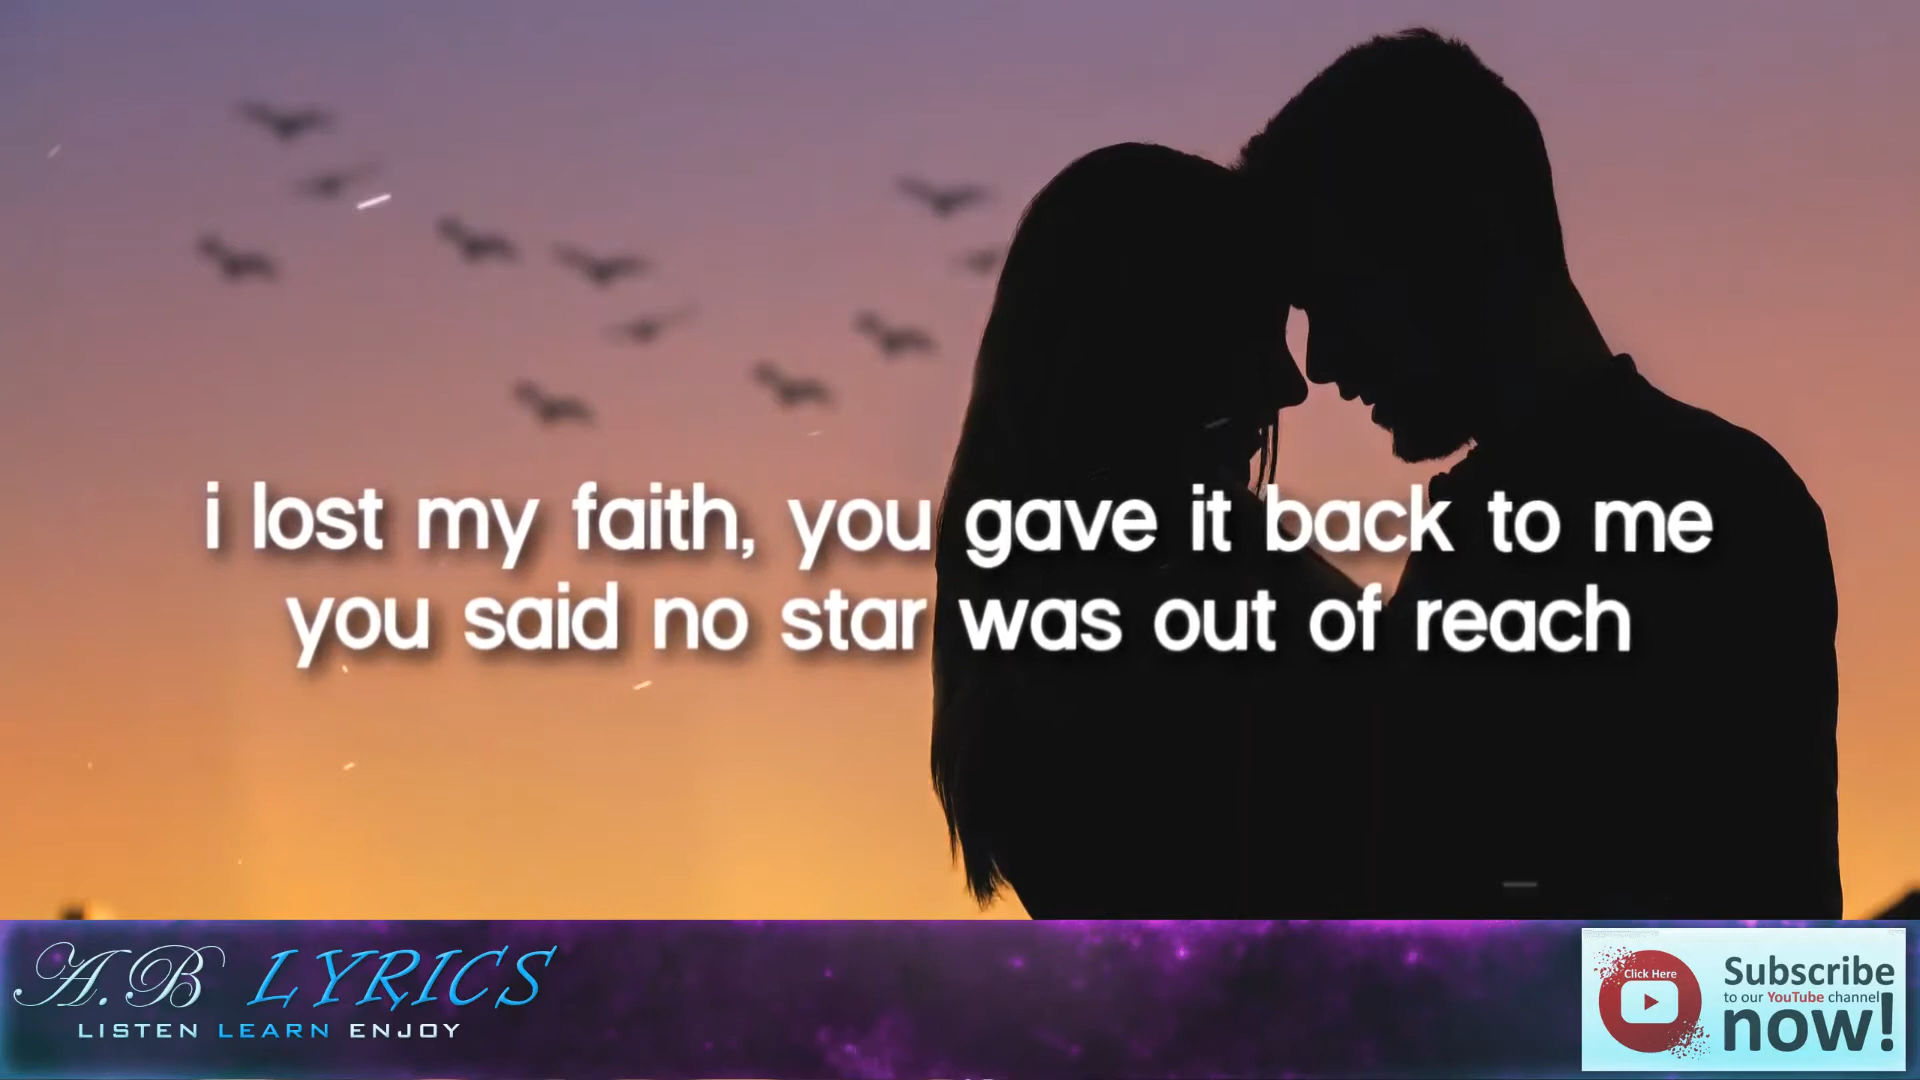 i lost my faith, you gave it back to me
you said no star was out of reach
A.B LYRICS
LISTEN LEARN ENJOY
Click Here
Subscribe
to our YouTube channel
now!